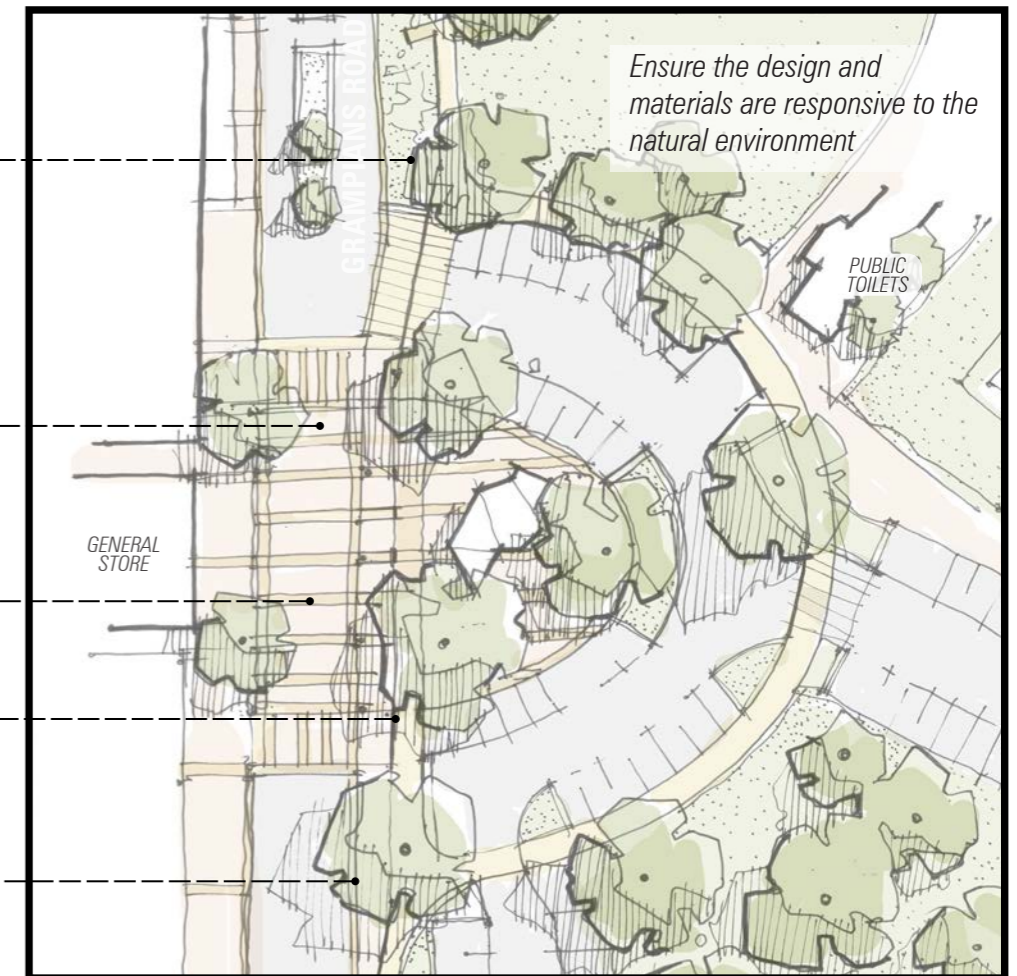 Ensure the design and
materials are responsive to the
natural environment
GRAMPIANS ROAD
PUBLIC
TOILETS
GENERAL
STORE